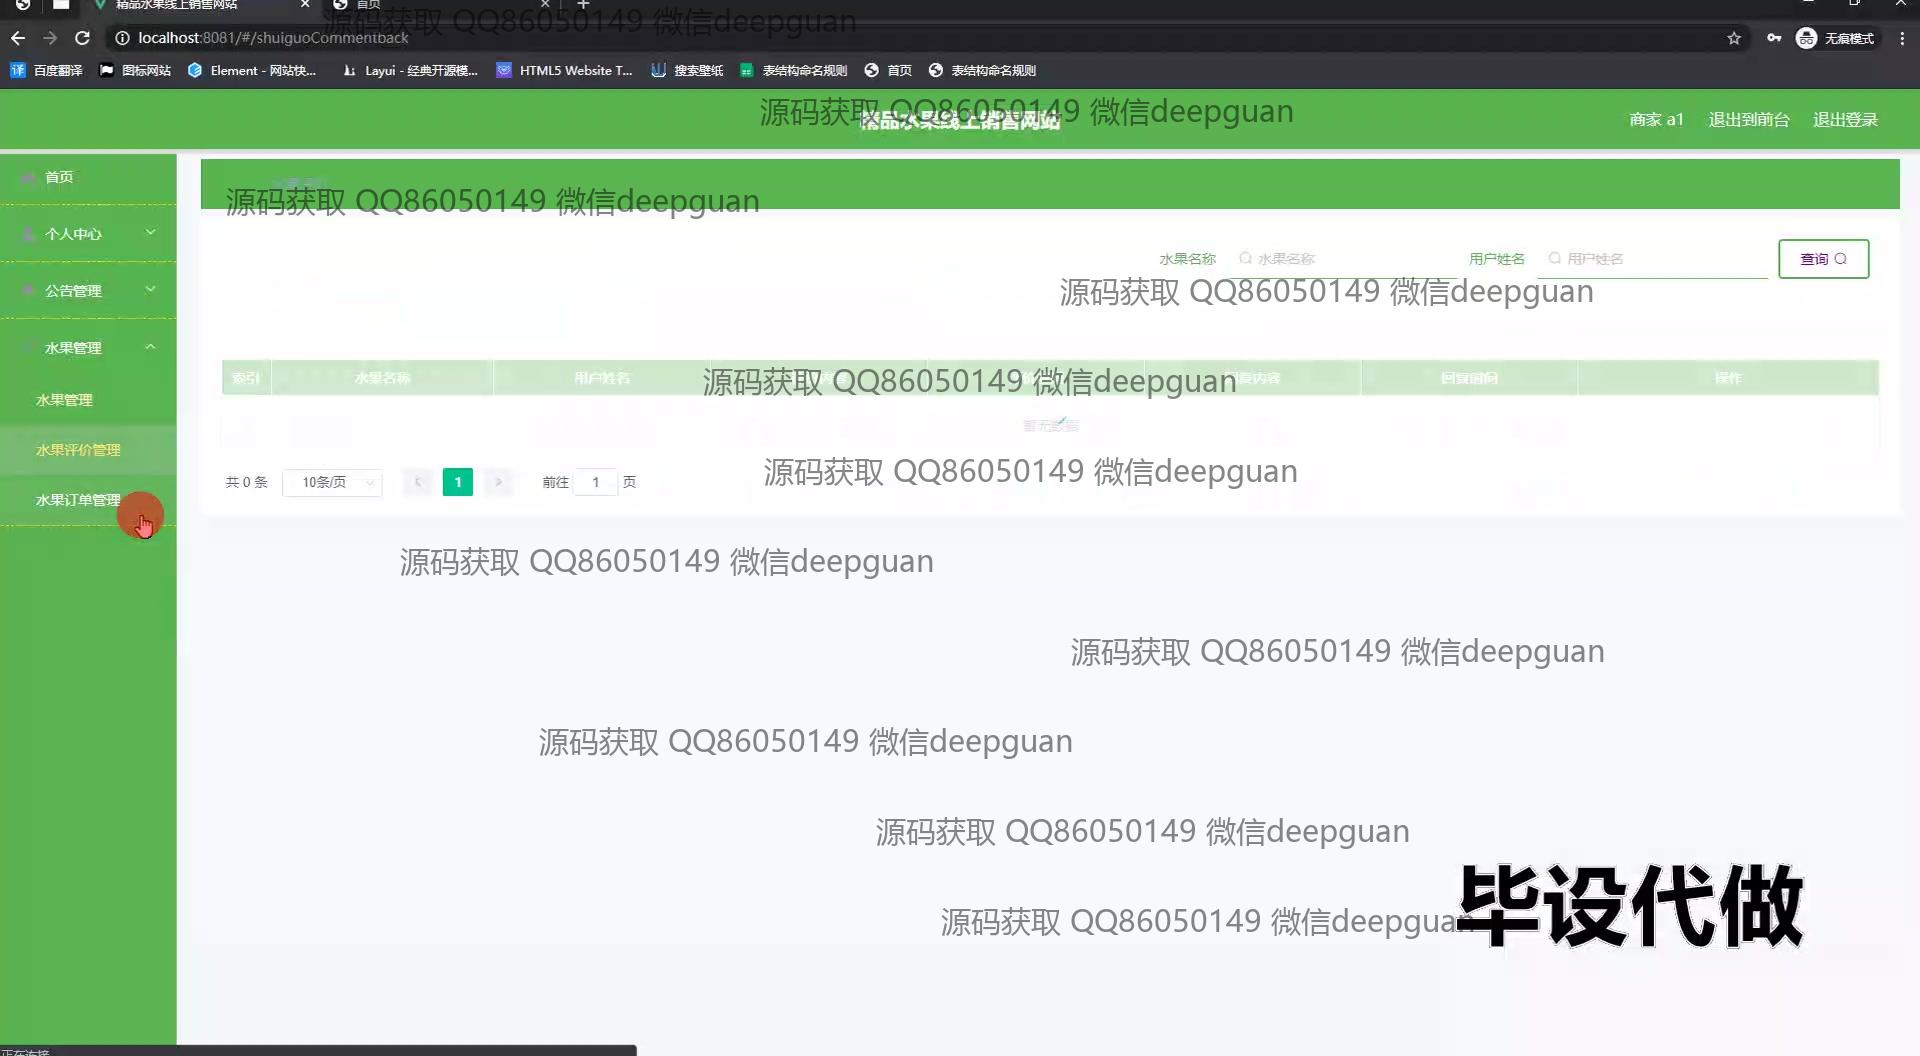 精品水果线上销售网站
首页
源码获取 QQ86050149 微信deepguan
localhost:8081/#/shuiguoCommentback
无痕模式
百度翻译
图标网站
Element - 网站快...
Layui - 经典开源模...
HTML5 Website T...
搜索壁纸
表结构命名规则
首页
表结构命名规则
源码获取 QQ86050149 微信deepguan
精品水果线上销售网站
商家 a1
退出到前台
退出登录
首页
源码获取 QQ86050149 微信deepguan
个人中心
水果名称
水果名称
用户姓名
用户姓名
查询
公告管理
源码获取 QQ86050149 微信deepguan
水果管理
索引
水果名称
用户姓名
源码获取 QQ86050149 微信deepguan
回复内容
回复时间
操作
水果管理
暂无数据
水果评价管理
源码获取 QQ86050149 微信deepguan
共 0 条
10条/页
1
前往
1
页
水果订单管理
源码获取 QQ86050149 微信deepguan
源码获取 QQ86050149 微信deepguan
源码获取 QQ86050149 微信deepguan
源码获取 QQ86050149 微信deepguan
源码获取 QQ86050149 微信deepguan
毕设代做